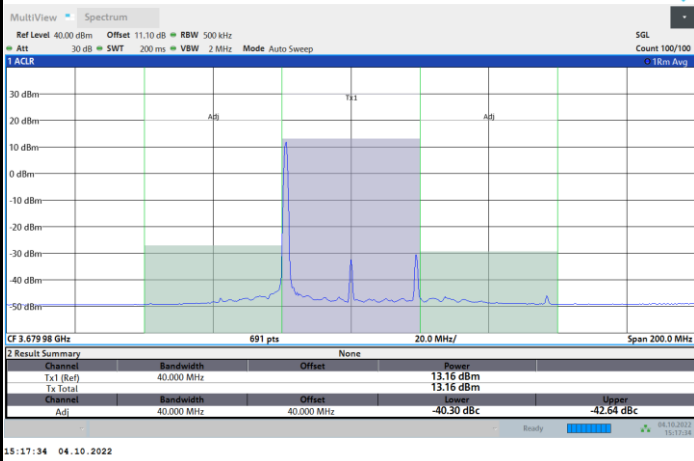 MultiView Spectrum
Ref Level 40.00 dBm Offset 11.10 dB RBW 500 kHz SGL
Att 30 dB SWT 200 ms VBW 2 MHz Mode Auto Sweep Count 100/100
1 ACLR 1Rm Avg
30 dBm
Tx1
20 dBm
Adj Adj
10 dBm
0 dBm
-10 dBm
-20 dBm
-30 dBm
-40 dBm
-50 dBm
CF 3.67998 GHz 691 pts 20.0 MHz/ Span 200.0 MHz
2 Result Summary None
Channel Bandwidth Offset Power
Tx1 (Ref) 40.000 MHz 13.16 dBm
Tx Total 13.16 dBm
Channel Bandwidth Offset Lower Upper
Adj 40.000 MHz 40.000 MHz -40.30 dBc -42.64 dBc
Ready 04.10.2022
15:17:34
15:17:34 04.10.2022